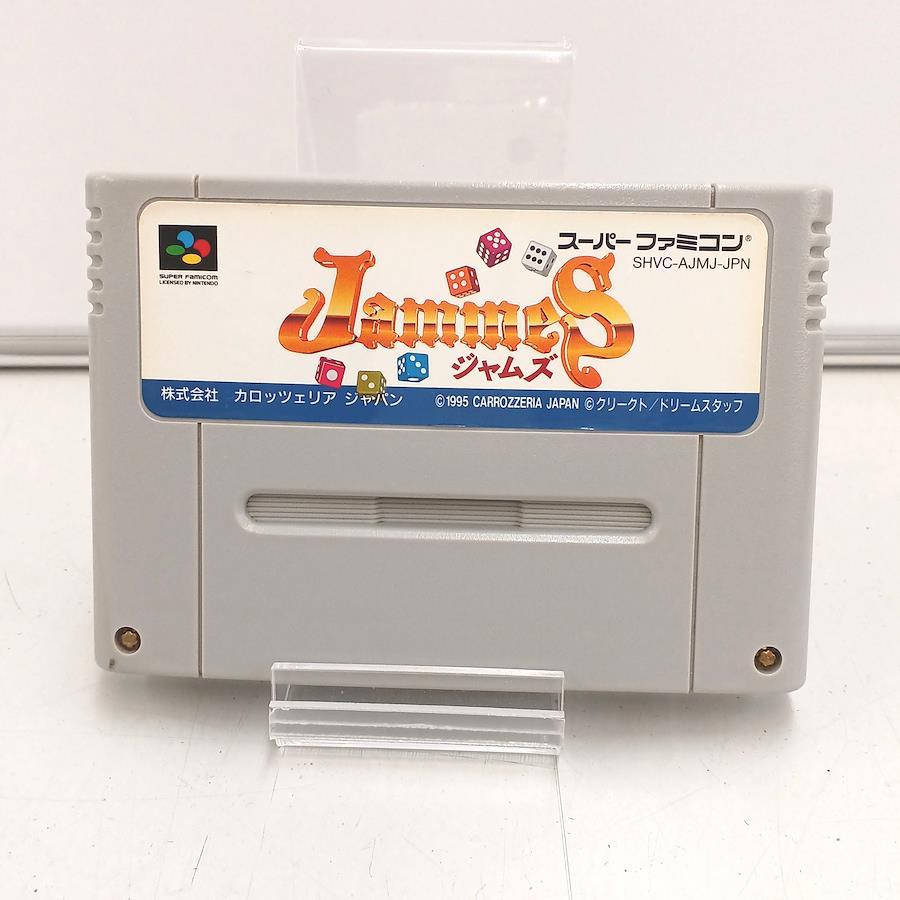 SUPER FAMICOM
LICENSED BY NINTENDO
スーパーファミコン®
SHVC-AJMJ-JPN
JammeS
ジャムズ
株式会社 カロッツェリア ジャパン
©1995 CARROZZERIA JAPAN ©クリークト/ドリームスタッフ